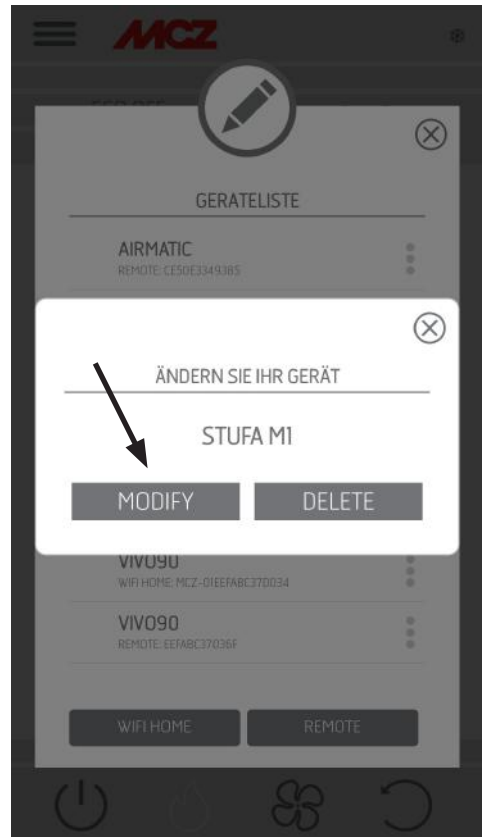 MCZ
GERATELISTE
AIRMATIC
REMOTE: CE50E3349385
ÄNDERN SIE IHR GERÄT
STUFA M1
MODIFY
DELETE
VIVO90
WIFI HOME: MCZ-01EEFABC37D034
VIVO90
REMOTE: EEFABC37036F
WIFI HOME
REMOTE